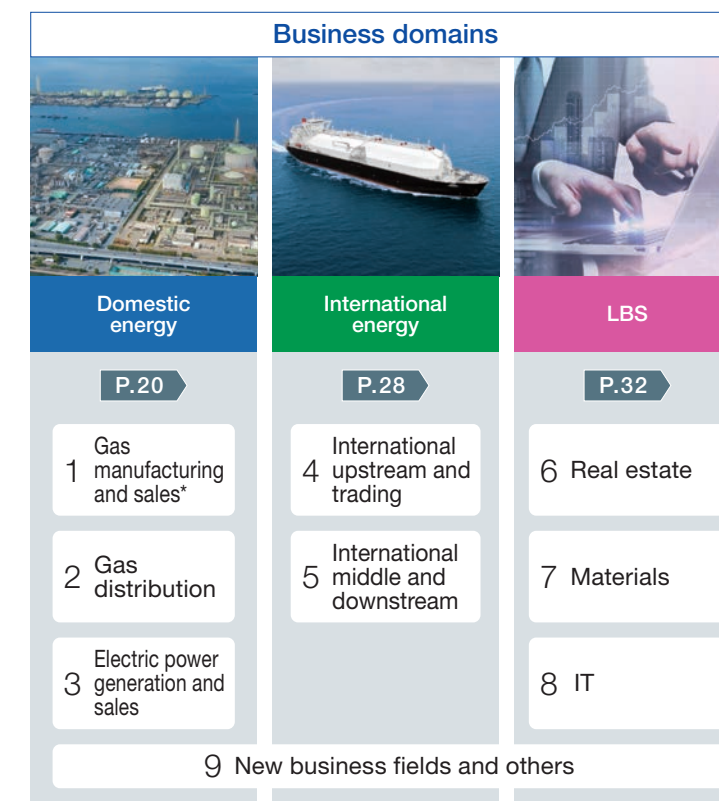 Business domains
Domestic
energy
International
energy
LBS
P.20
P.28
P.32
1 Gas
manufacturing
and sales*
2 Gas
distribution
3 Electric power
generation and
sales
4 International
upstream and
trading
5 International
middle and
downstream
6 Real estate
7 Materials
8 IT
9 New business fields and others